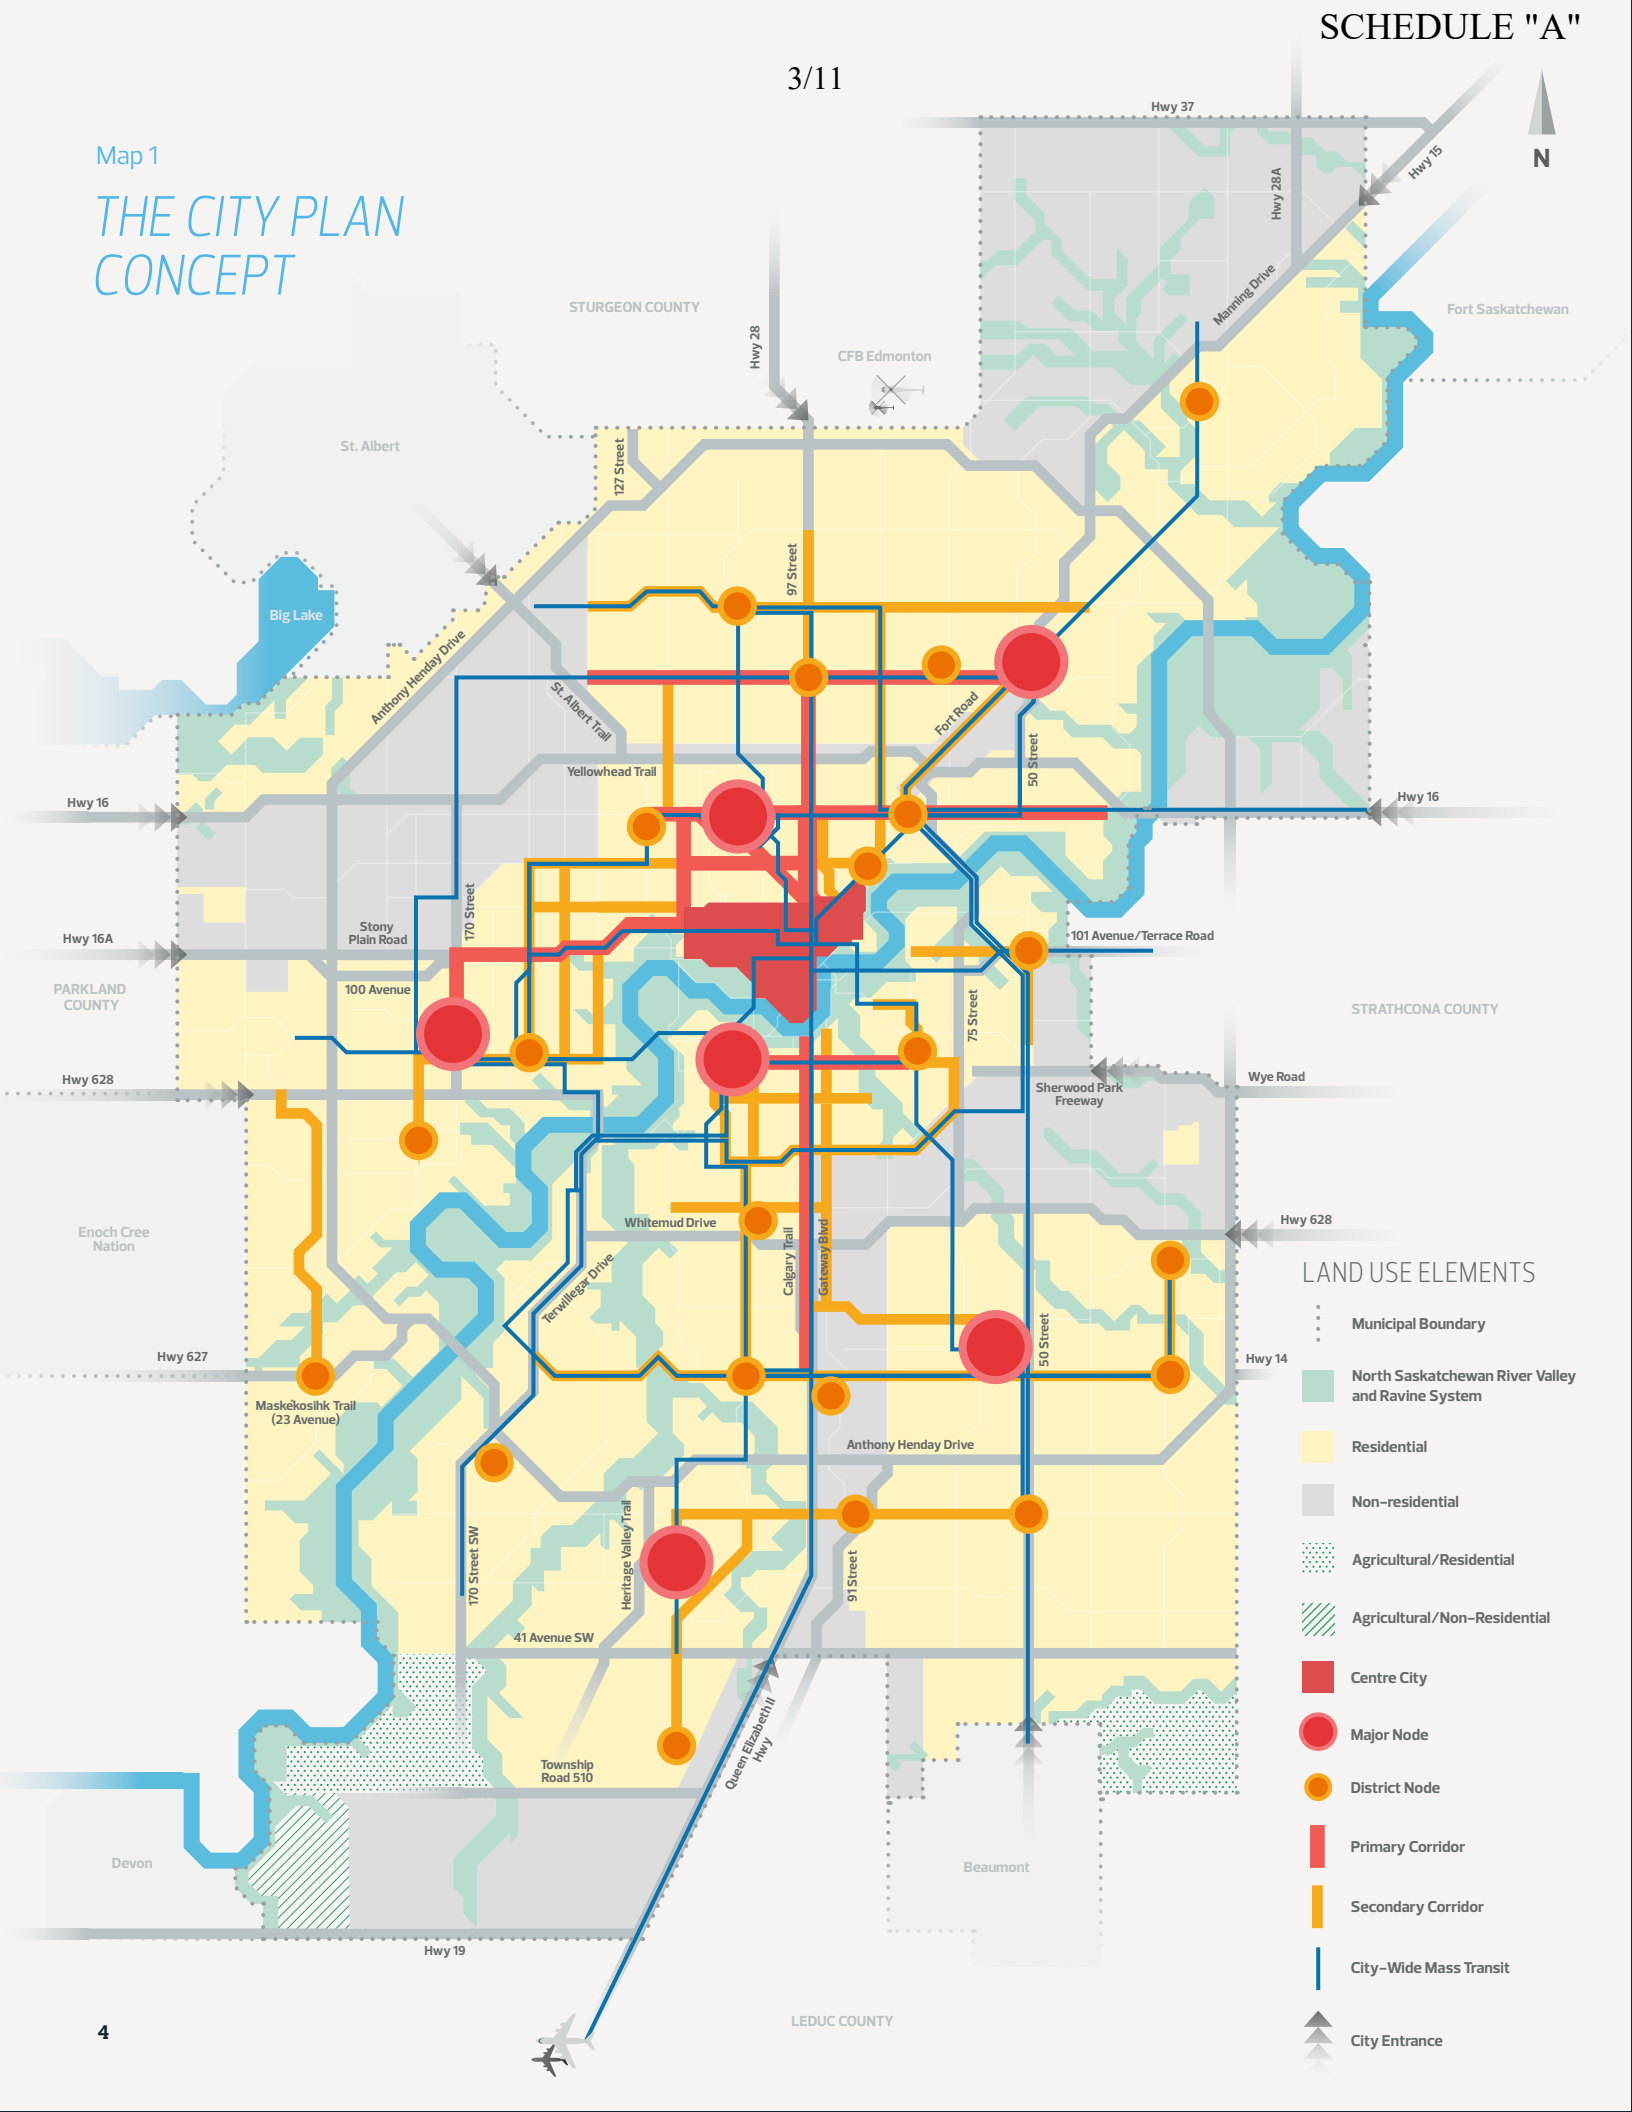 SCHEDULE "A"
3/11
Map 1
THE CITY PLAN
CONCEPT
N
Hwy 37
Hwy 15
Hwy 28A
Manning Drive
Fort Saskatchewan
STURGEON COUNTY
Hwy 28
CFB Edmonton
St. Albert
127 Street
97 Street
Big Lake
Anthony Henday Drive
St. Albert Trail
Fort Road
50 Street
Yellowhead Trail
Hwy 16
Hwy 16
170 Street
Stony
Plain Road
Hwy 16A
101 Avenue/Terrace Road
100 Avenue
PARKLAND
COUNTY
STRATHCONA COUNTY
75 Street
Hwy 628
Sherwood Park
Freeway
Wye Road
Enoch Cree
Nation
Whitemud Drive
Hwy 628
Calgary Trail
Gateway Blvd
Terwillegar Drive
50 Street
Hwy 627
Hwy 14
Maskêkosihk Trail
(23 Avenue)
Anthony Henday Drive
170 Street SW
Heritage Valley Trail
91 Street
41 Avenue SW
Queen Elizabeth II
Hwy
Township
Road 510
Devon
Beaumont
Hwy 19
LEDUC COUNTY
LAND USE ELEMENTS
Municipal Boundary
North Saskatchewan River Valley
and Ravine System
Residential
Non-residential
Agricultural/Residential
Agricultural/Non-Residential
Centre City
Major Node
District Node
Primary Corridor
Secondary Corridor
City-Wide Mass Transit
City Entrance
4